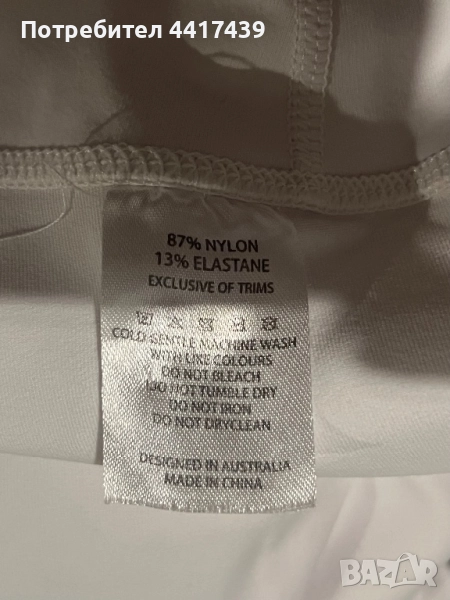 Потребител 4417439
87% NYLON
13% ELASTANE
EXCLUSIVE OF TRIMS
COLD GENTLE MACHINE WASH
WITH LIKE COLOURS
DO NOT BLEACH
DO NOT TUMBLE DRY
DO NOT IRON
DO NOT DRYCLEAN
DESIGNED IN AUSTRALIA
MADE IN CHINA
BAZAR